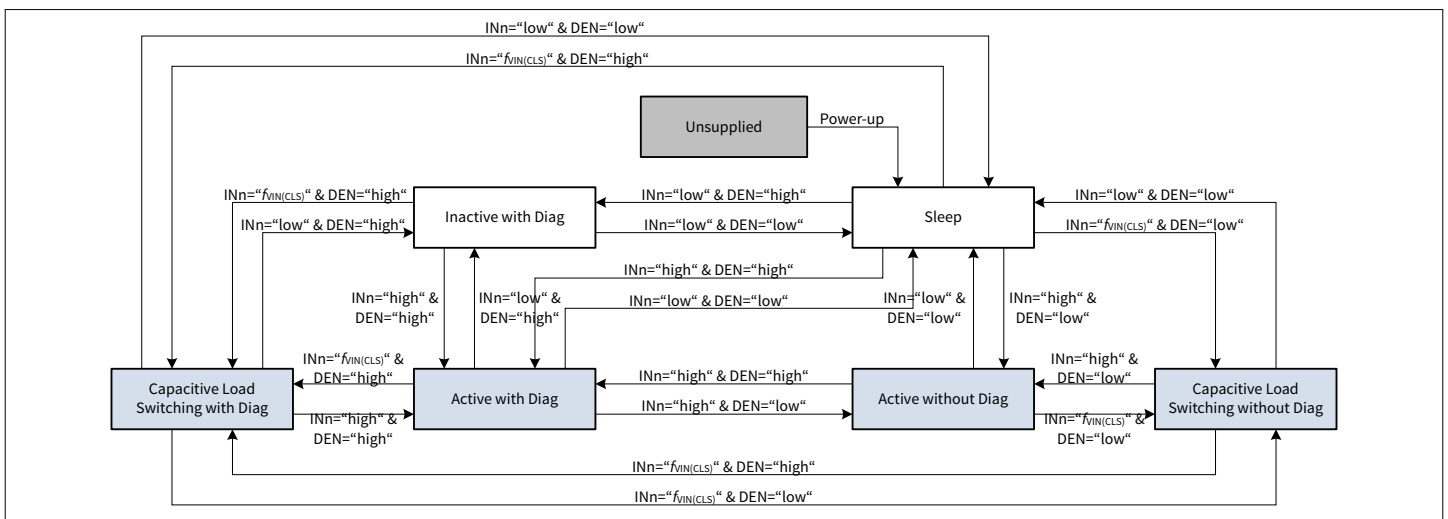 INn=“low“ & DEN=“low“
INn=“fVIN(CLS)“ & DEN=“high“
Unsupplied
Power-up
INn=“fVIN(CLS)“ & DEN=“high“
INn=“low“ & DEN=“high“
INn=“low“ & DEN=“low“
Inactive with Diag
Sleep
INn=“low“ & DEN=“high“
INn=“low“ & DEN=“low“
INn=“fVIN(CLS)“ & DEN=“low“
INn=“high“ & DEN=“high“
INn=“high“ &
DEN=“high“
INn=“low“ &
DEN=“high“
INn=“low“ & DEN=“low“
INn=“low“ &
DEN=“low“
INn=“high“ &
DEN=“low“
INn=“fVIN(CLS)“ &
DEN=“high“
INn=“high“ &
DEN=“low“
Capacitive Load
Switching with Diag
Active with Diag
INn=“high“ & DEN=“high“
INn=“high“ & DEN=“low“
Active without Diag
Capacitive Load
Switching without Diag
INn=“high“ &
DEN=“high“
INn=“fVIN(CLS)“ &
DEN=“low“
INn=“fVIN(CLS)“ & DEN=“high“
INn=“fVIN(CLS)“ & DEN=“low“